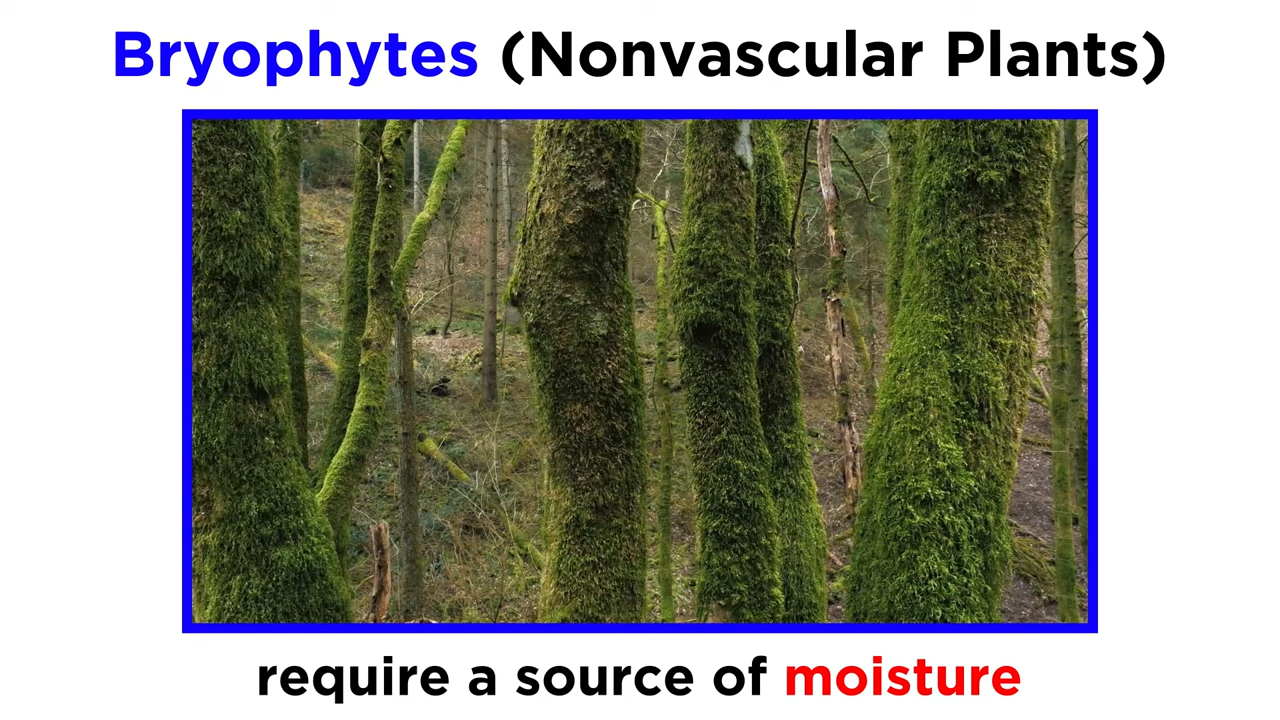 Bryophytes (Nonvascular Plants)
require a source of moisture